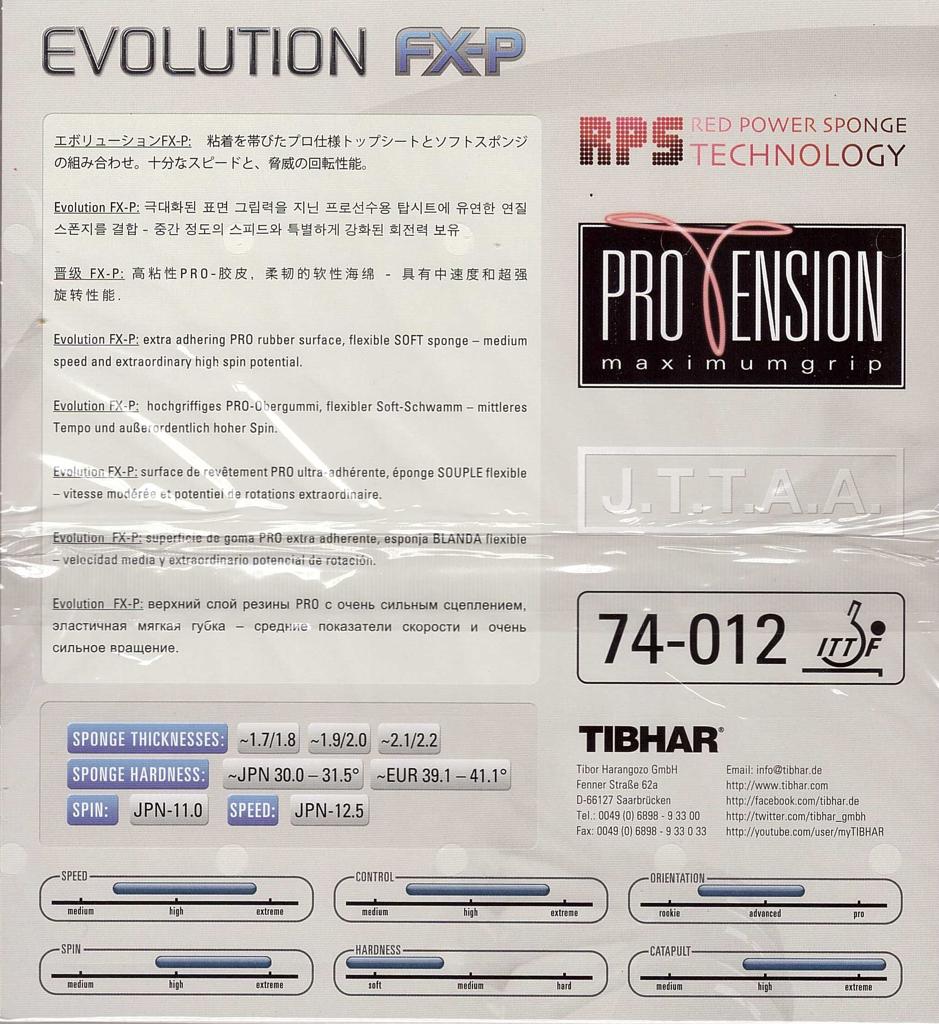 EVOLUTION FX-P
エボリューションFX-P: 粘着を帯びたプロ仕様トップシートとソフトスポンジ
の組み合わせ。十分なスピードと、脅威の回転性能。
Evolution FX-P: 극대화된 표면 그립력을 지닌 프로선수용 탑시트에 유연한 연질
스폰지를 결합 - 중간 정도의 스피드와 특별하게 강화된 회전력 보유
晋级 FX-P: 高粘性PRO-胶皮, 柔韧的软性海绵 - 具有中速度和超强
旋转性能.
Evolution FX-P: extra adhering PRO rubber surface, flexible SOFT sponge – medium
speed and extraordinary high spin potential.
Evolution FX-P: hochgriffiges PRO-Obergummi, flexibler Soft-Schwamm – mittleres
Tempo und außerordentlich hoher Spin.
Evolution FX-P: surface de revêtement PRO ultra-adhérente, éponge SOUPLE flexible
– vitesse modérée et potentiel de rotations extraordinaire.
Evolution FX-P: superficie de goma PRO extra adherente, esponja BLANDA flexible
– velocidad media y extraordinario potencial de rotación.
Evolution FX-P: верхний слой резины PRO с очень сильным сцеплением,
эластичная мягкая губка – средние показатели скорости и очень
сильное вращение.
RPS RED POWER SPONGE
TECHNOLOGY
PRO TENSION
maximumgrip
J.T.T.A.A.
74-012 ITTF
SPONGE THICKNESSES: ~1.7/1.8 ~1.9/2.0 ~2.1/2.2
SPONGE HARDNESS: ~JPN 30.0 – 31.5° ~EUR 39.1 – 41.1°
SPIN: JPN-11.0 SPEED: JPN-12.5
TIBHAR®
Tibor Harangozo GmbH
Fenner Straße 62a
D-66127 Saarbrücken
Tel.: 0049 (0) 6898 - 9 33 00
Fax: 0049 (0) 6898 - 9 33 0 33
Email: info@tibhar.de
http://www.tibhar.com
http://facebook.com/tibhar.de
http://twitter.com/tibhar_gmbh
http://youtube.com/user/myTIBHAR
SPEED
medium high extreme
CONTROL
medium high extreme
ORIENTATION
rookie advanced pro
SPIN
medium high extreme
HARDNESS
soft medium hard
CATAPULT
medium high extreme